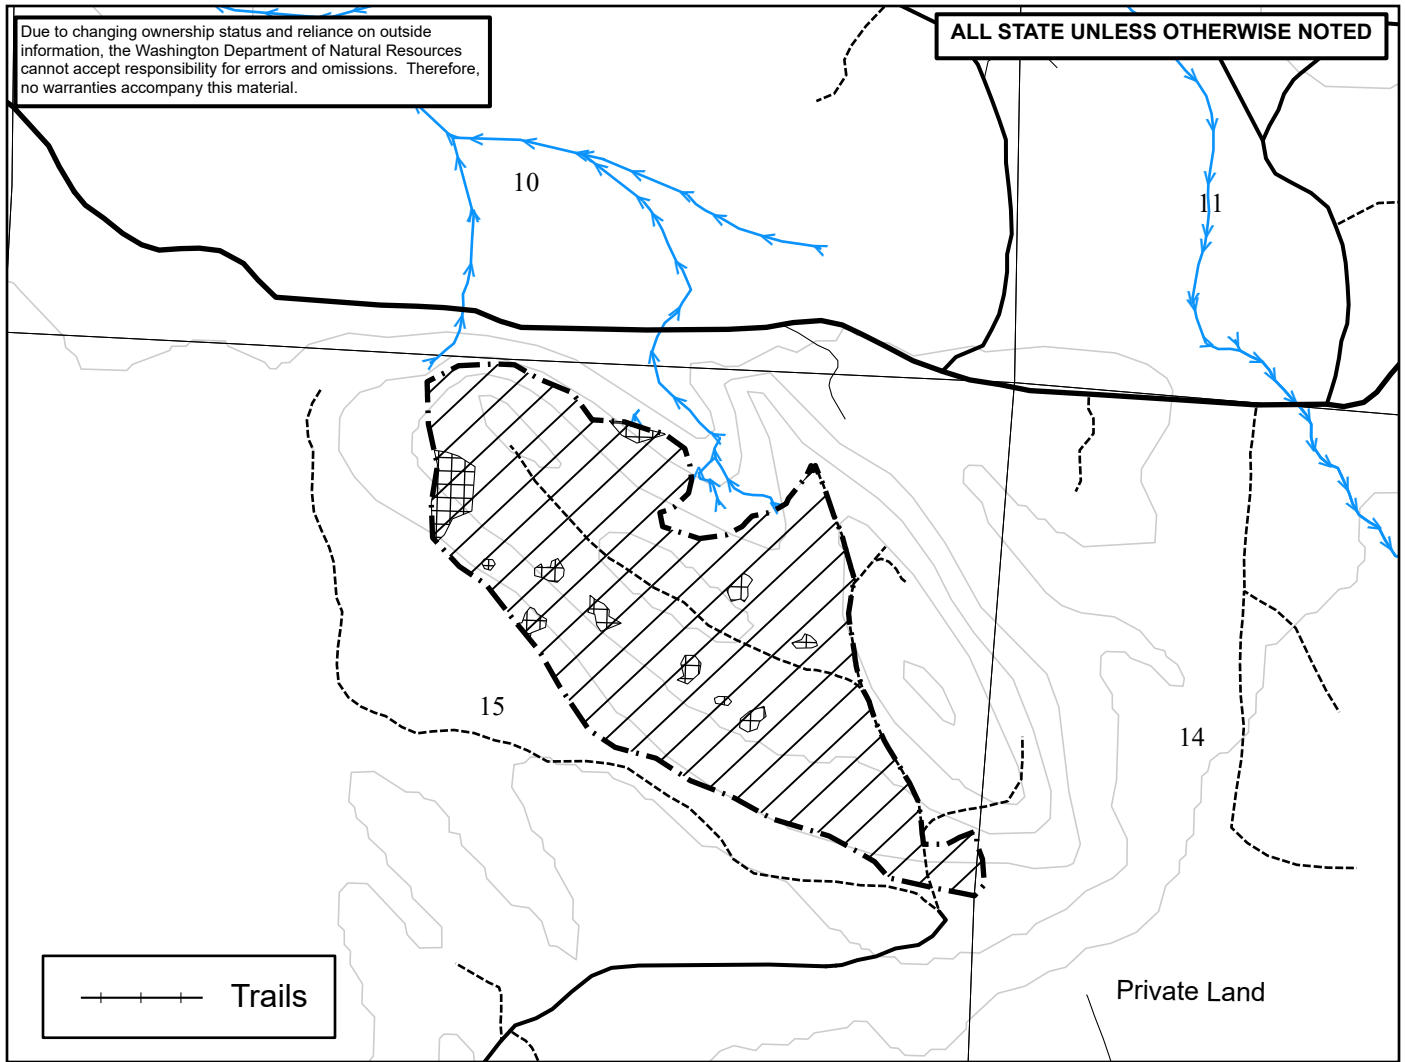 Due to changing ownership status and reliance on outside
information, the Washington Department of Natural Resources
cannot accept responsibility for errors and omissions.  Therefore,
no warranties accompany this material.
ALL STATE UNLESS OTHERWISE NOTED
10
11
15
14
Trails
Private Land